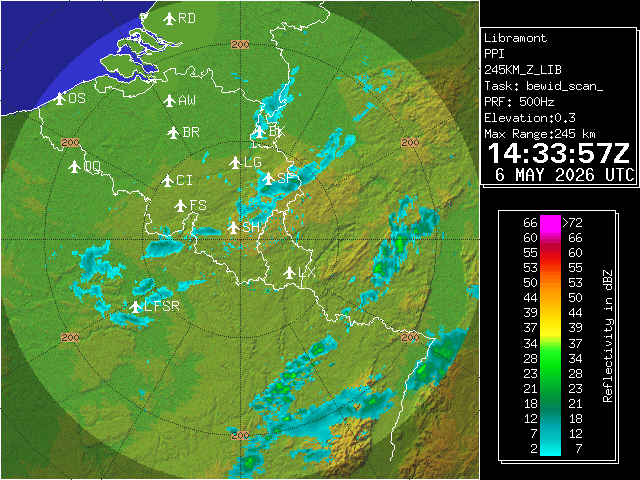 RD
200
OS
AW
BR
BK
200
200
QQ
LG
CI
SP
FS
SH
LX
LFSR
200
200
200
Libramont
PPI
245KM_Z_LIB
Task: bewid_scan_
PRF: 500Hz
Elevation:0.3
Max Range:245 km
14:33:57Z
6 MAY 2026 UTC
66 >72
60 66
55 60
53 55
50 53
44 50
39 44
37 39
34 37
28 34
23 28
21 23
18 21
12 18
7 12
2 7
Reflectivity in dBZ